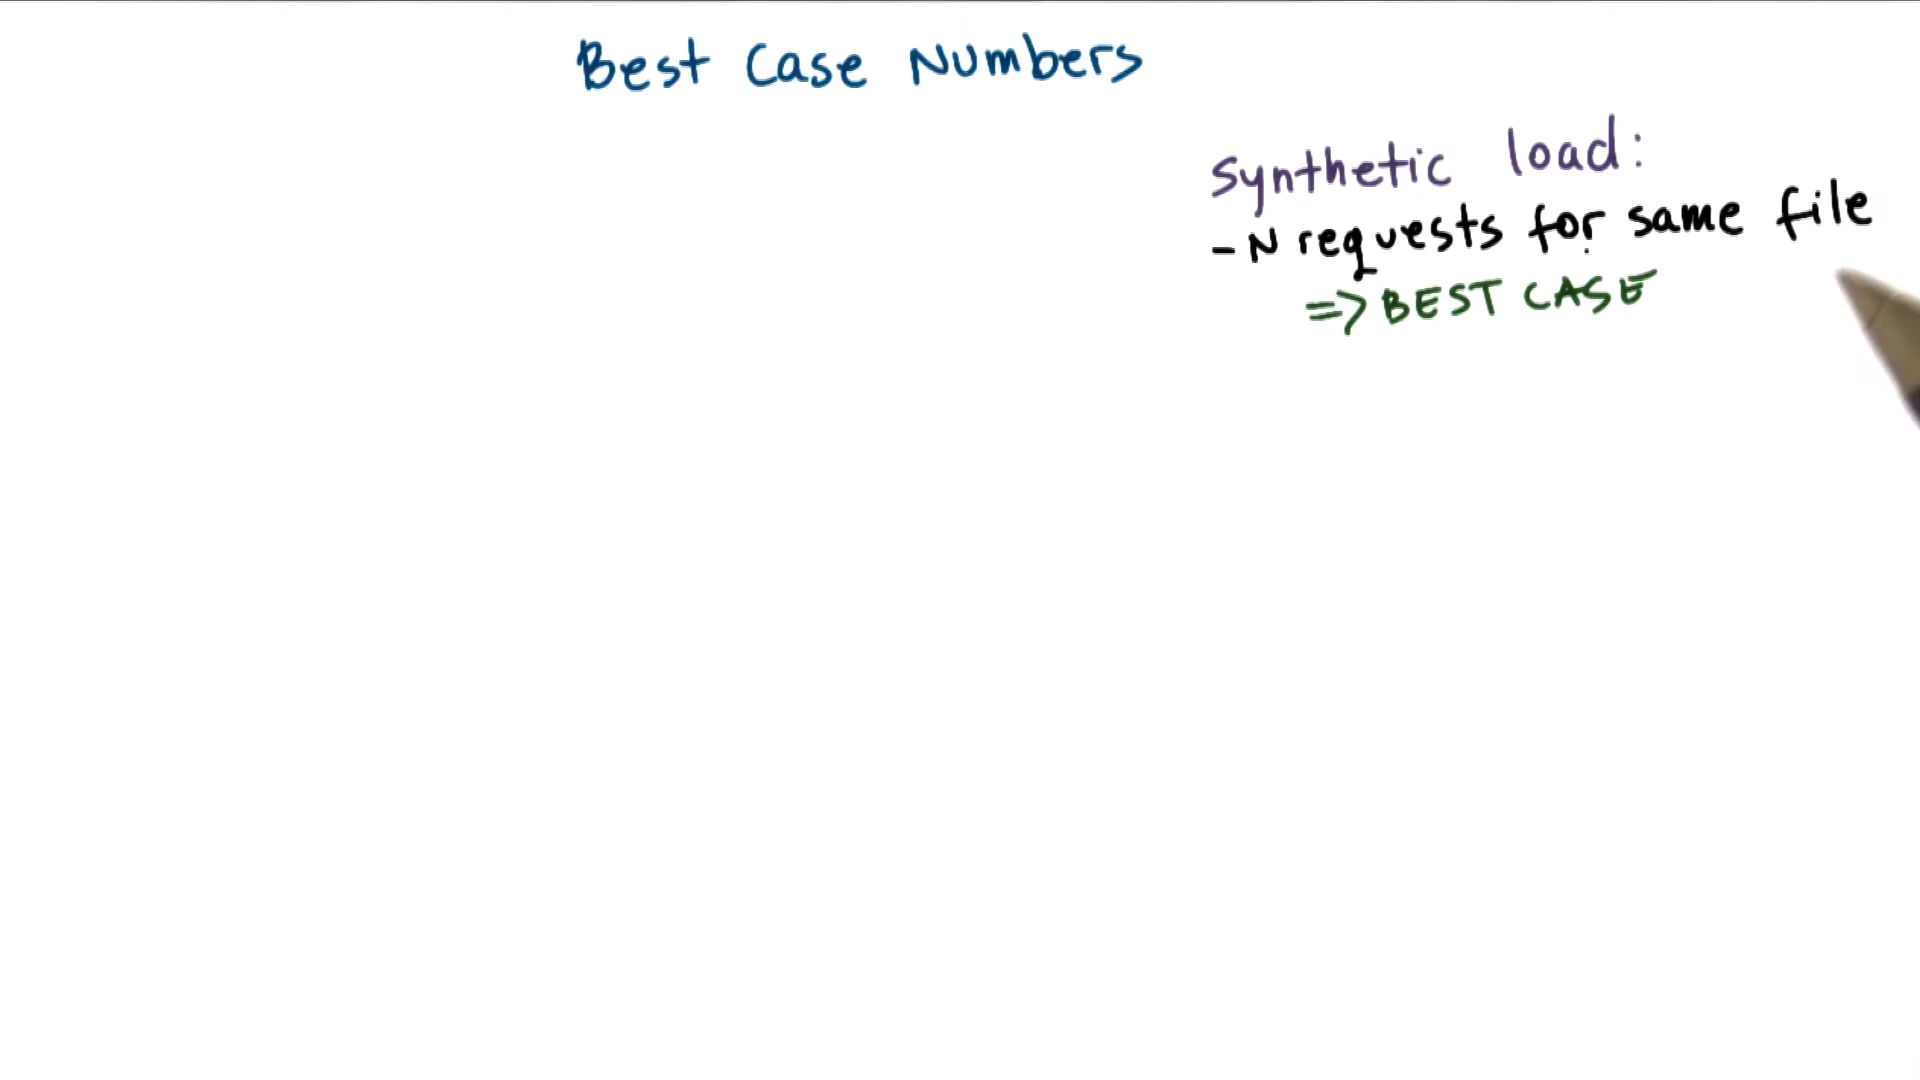 Best Case Numbers
Synthetic load:
- N requests for same file
=> BEST CASE